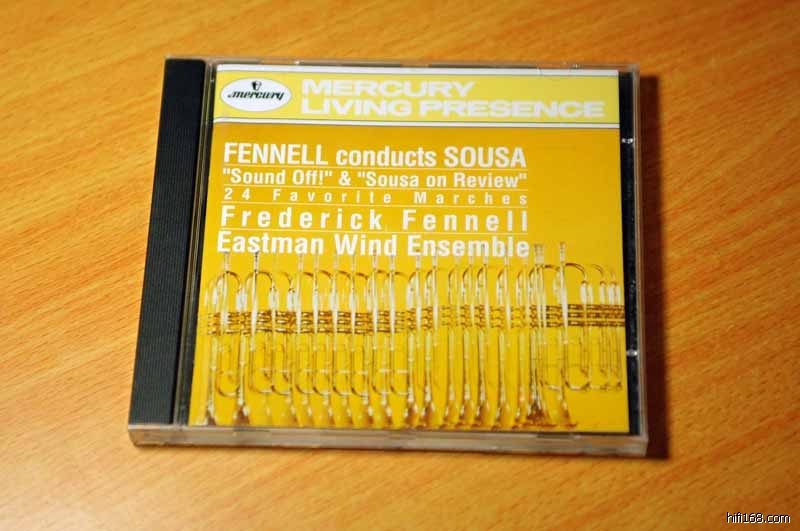 mercury
MERCURY
LIVING PRESENCE
FENNELL conducts SOUSA
"Sound Off!" & "Sousa on Review"
24 Favorite Marches
Frederick Fennell
Eastman Wind Ensemble
hifi168.com